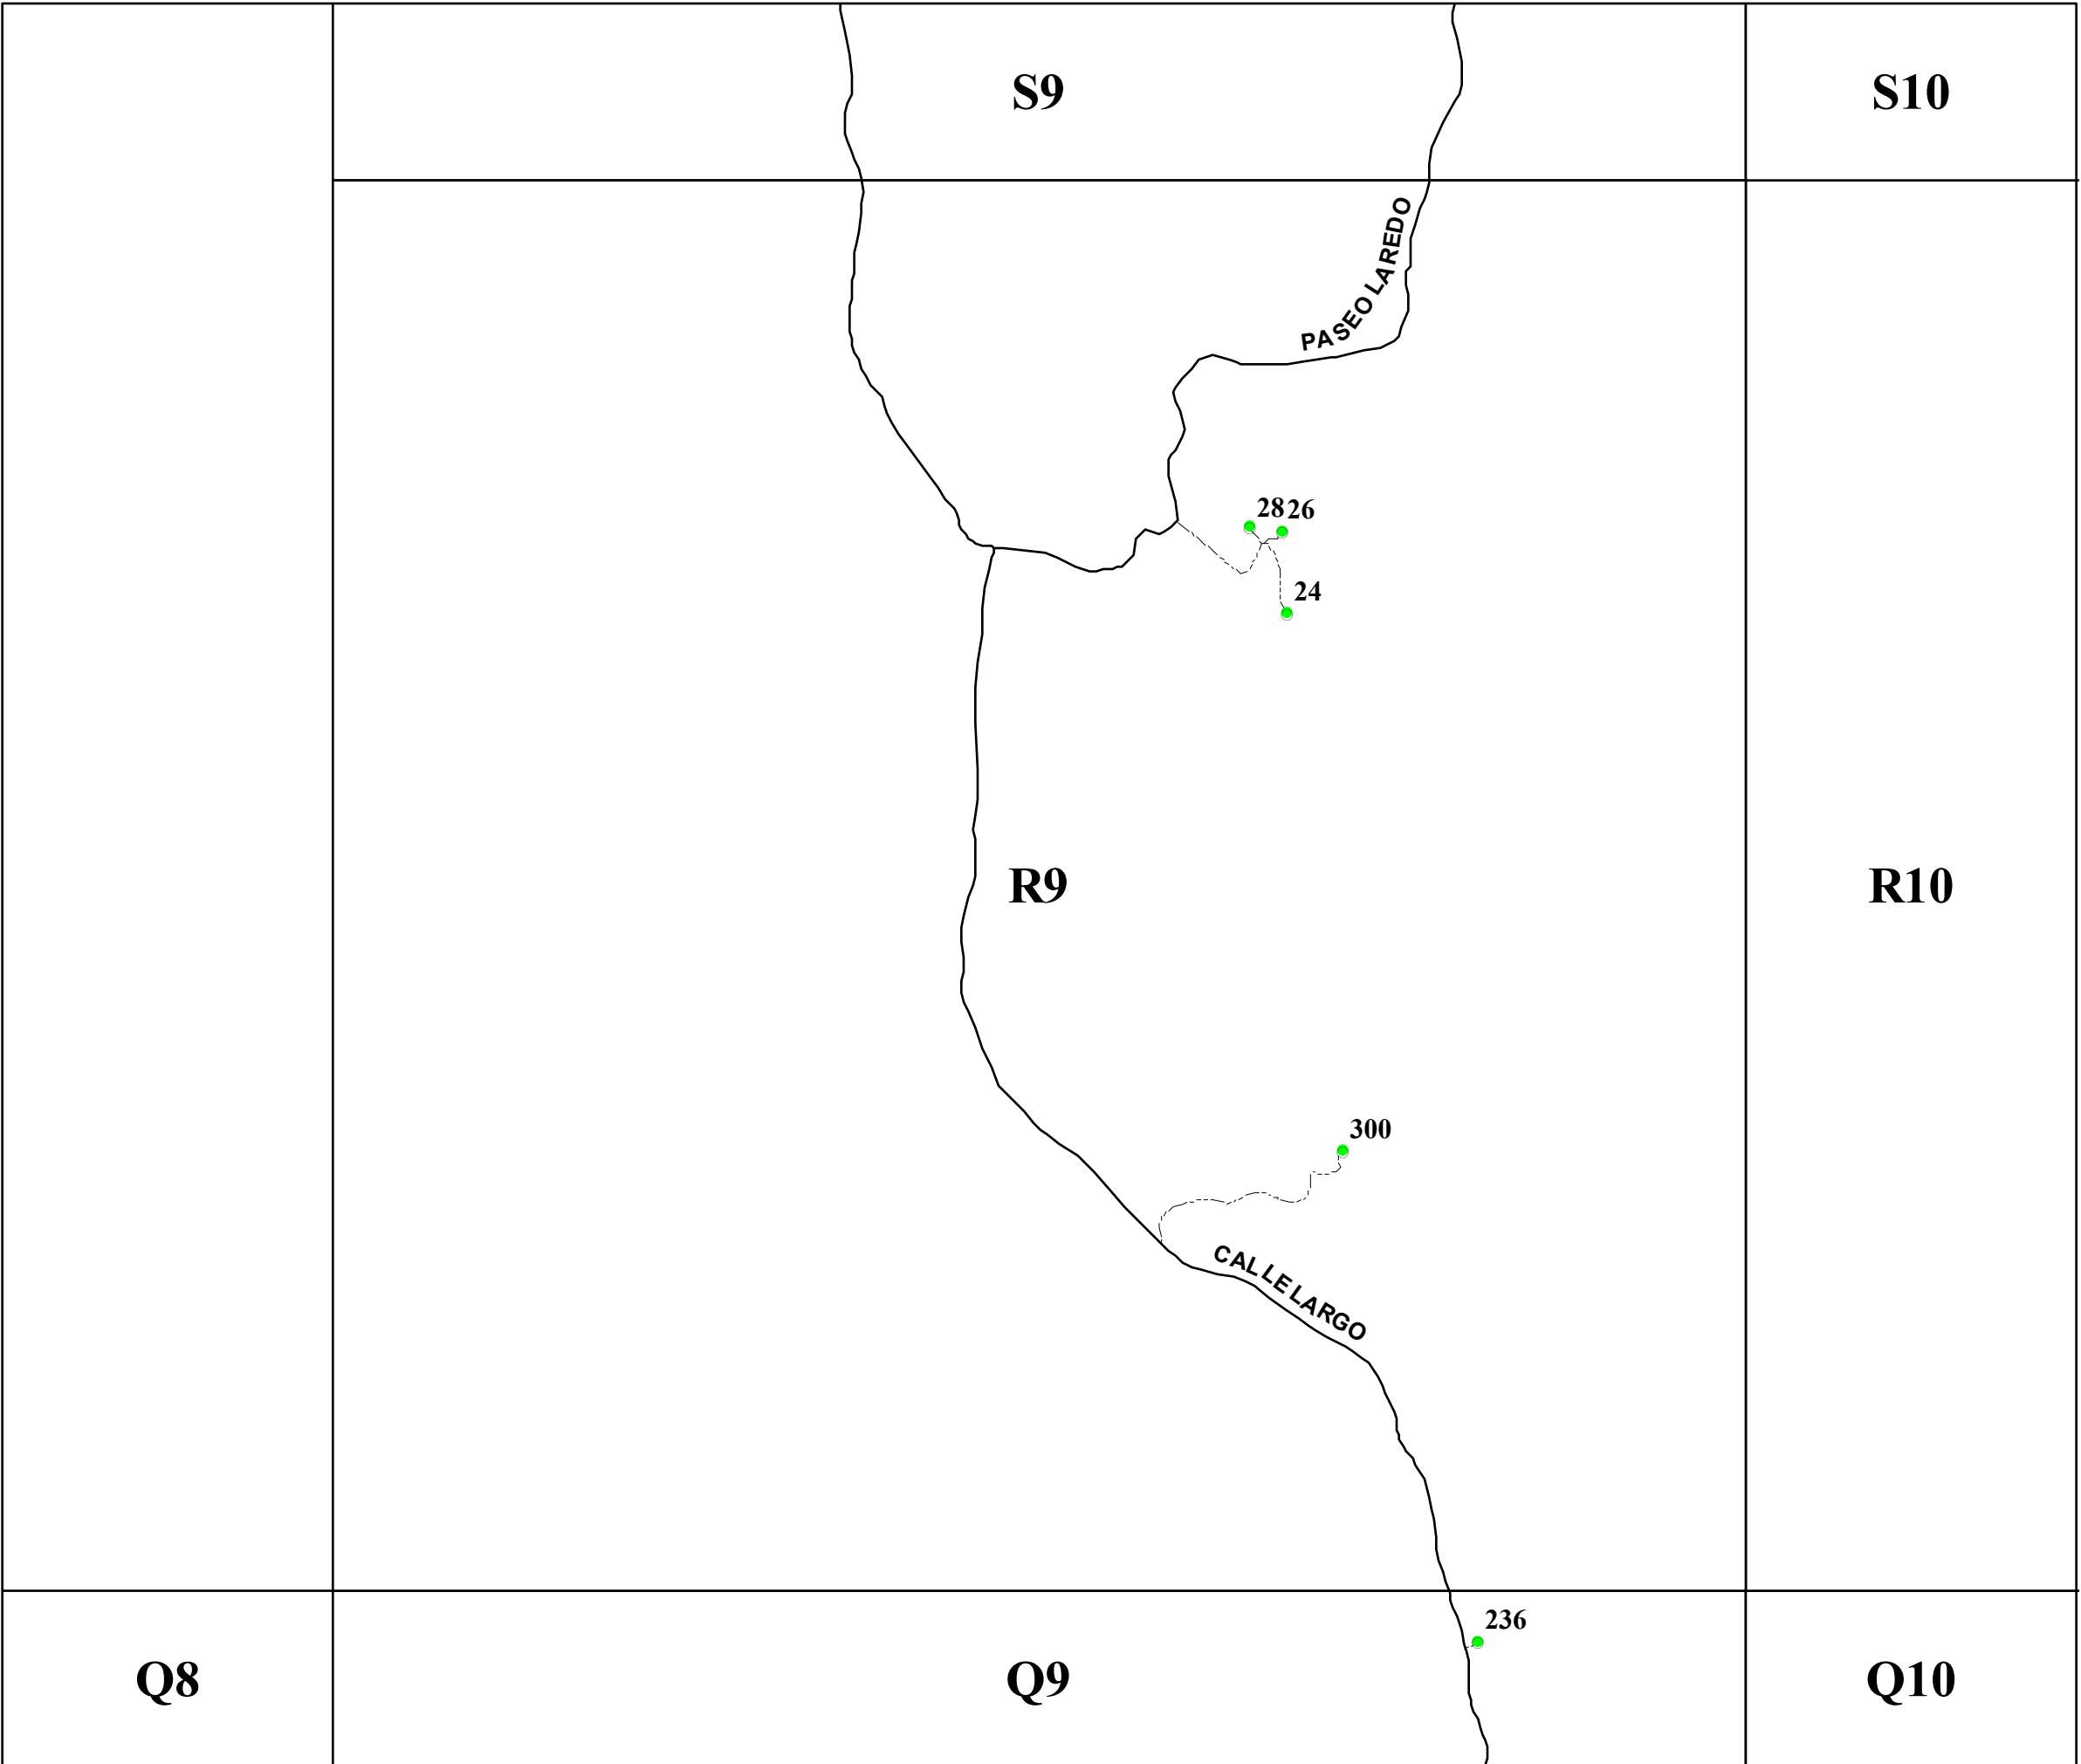 S9
S10
PASEO LAREDO
28
26
24
R9
R10
300
CALLE LARGO
236
Q8
Q9
Q10